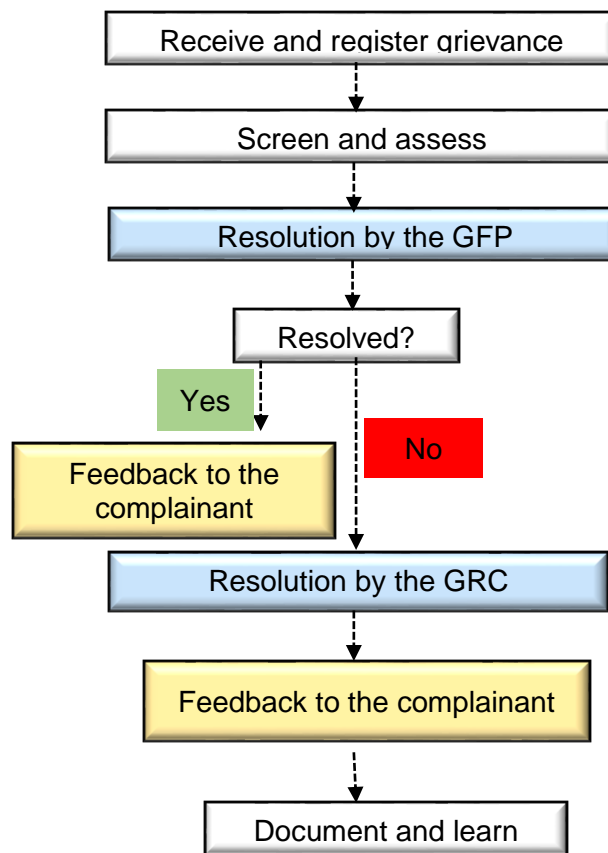 Receive and register grievance
Screen and assess
Resolution by the GFP
Resolved?
Yes
No
Feedback to the
complainant
Resolution by the GRC
Feedback to the complainant
Document and learn